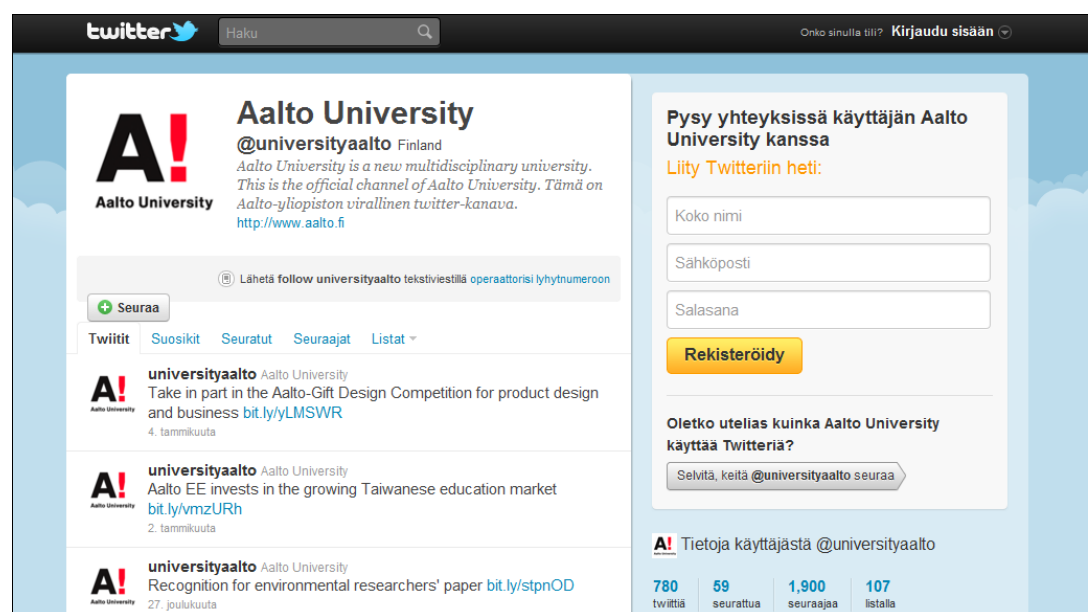 twitter
Haku
Onko sinulla tili? Kirjaudu sisään
A!
Aalto University
Aalto University
@universityaalto Finland
Aalto University is a new multidisciplinary university.
This is the official channel of Aalto University. Tämä on
Aalto-yliopiston virallinen twitter-kanava.
http://www.aalto.fi
Lähetä follow universityaalto tekstiviestillä operaattorisi lyhytnumeroon
Seuraa
Twiitit Suosikit Seuratut Seuraajat Listat
A!
Aalto University
universityaalto Aalto University
Take in part in the Aalto-Gift Design Competition for product design
and business bit.ly/yLMSWR
4. tammikuuta
A!
Aalto University
universityaalto Aalto University
Aalto EE invests in the growing Taiwanese education market
bit.ly/vmzURh
2. tammikuuta
A!
Aalto University
universityaalto Aalto University
Recognition for environmental researchers' paper bit.ly/stpnOD
27. joulukuuta
Pysy yhteyksissä käyttäjän Aalto
University kanssa
Liity Twitteriin heti:
Koko nimi
Sähköposti
Salasana
Rekisteröidy
Oletko utelias kuinka Aalto University
käyttää Twitteriä?
Selvitä, keitä @universityaalto seuraa
A! Tietoja käyttäjästä @universityaalto
780 59 1,900 107
twiittiä seurattua seuraajaa listalla